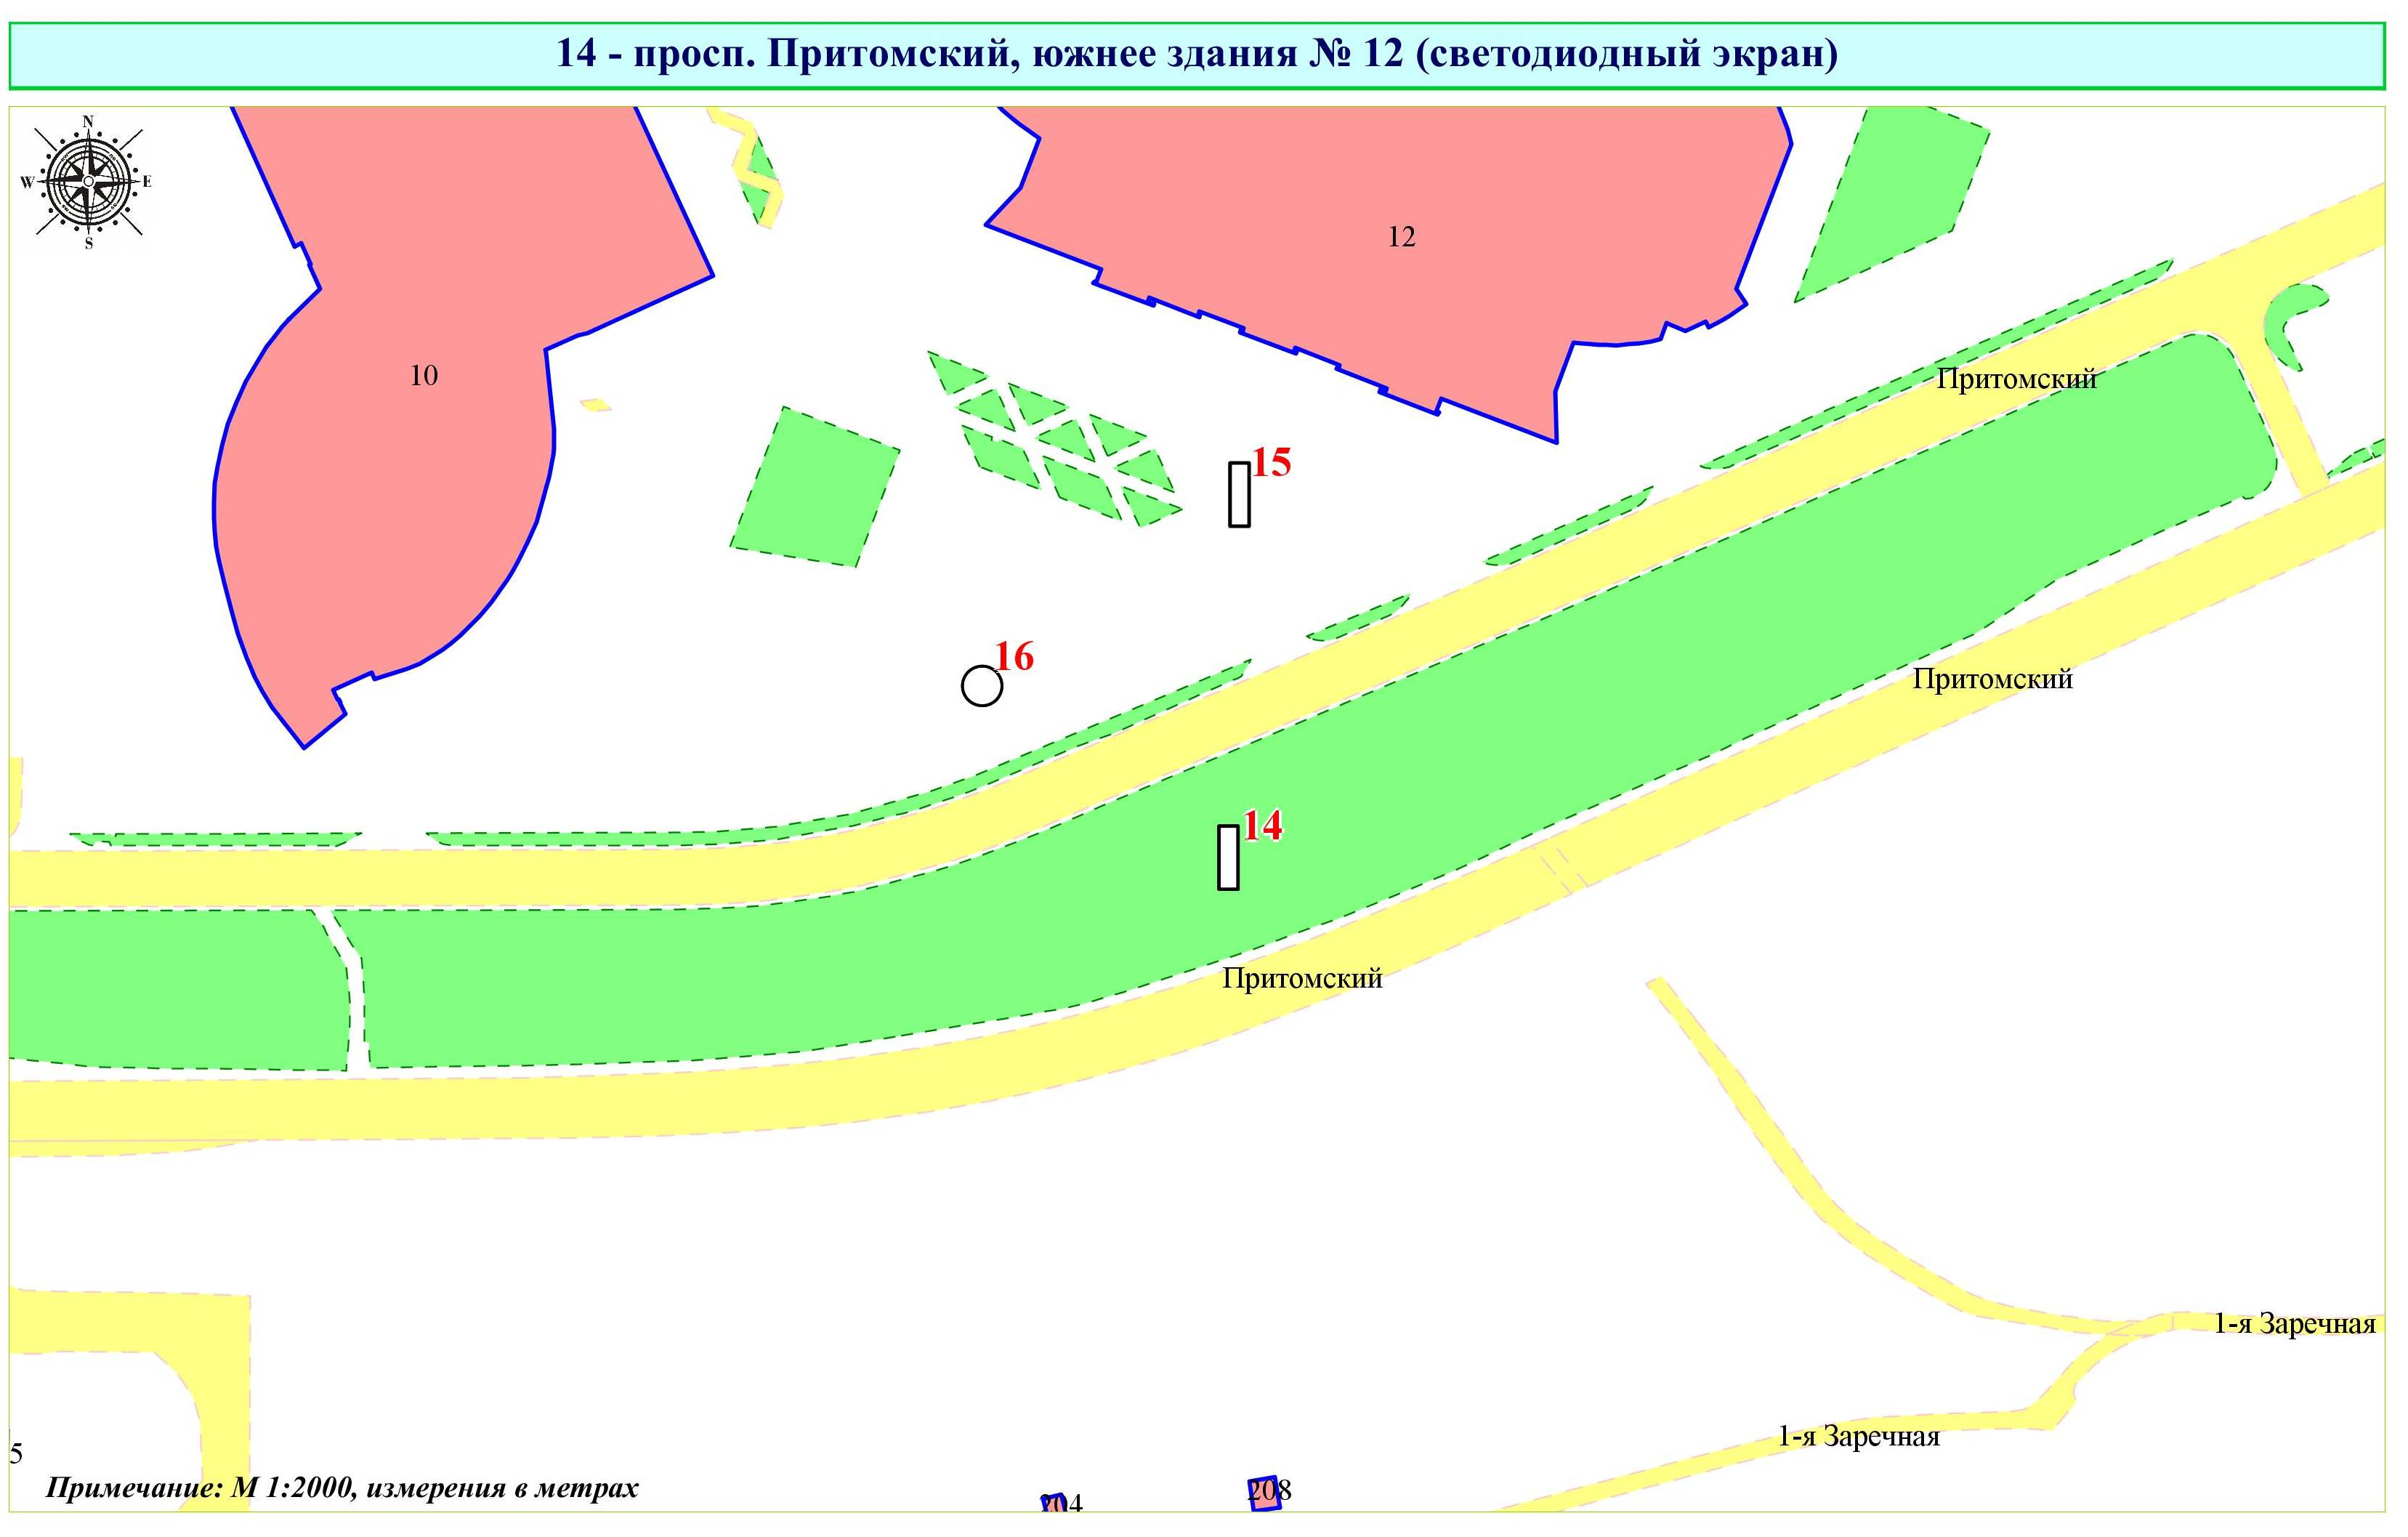 14 - просп. Притомский, южнее здания № 12 (светодиодный экран)
N
W E
S
12
10
Притомский
15
16
Притомский
14
Притомский
1-я Заречная
1-я Заречная
5
Примечание: М 1:2000, измерения в метрах
208
204